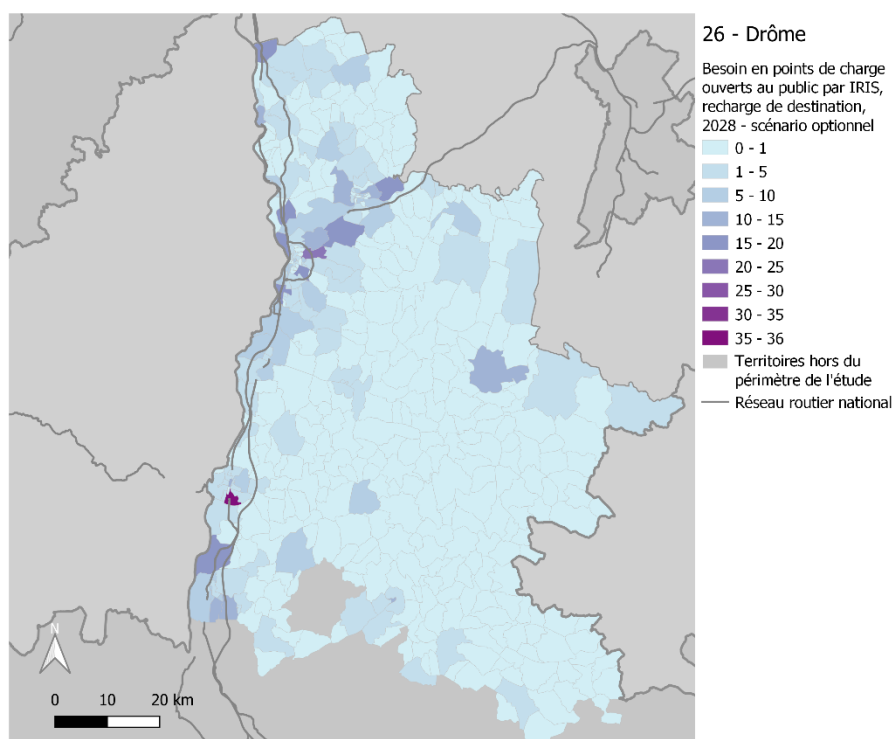 26 - Drôme
Besoin en points de charge
ouverts au public par IRIS,
recharge de destination,
2028 - scénario optionnel
0 - 1
1 - 5
5 - 10
10 - 15
15 - 20
20 - 25
25 - 30
30 - 35
35 - 36
Territoires hors du
périmètre de l'étude
Réseau routier national
N
0 10 20 km